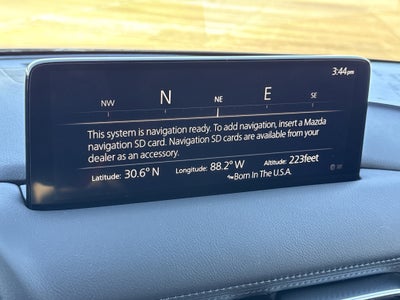 3:44pm
NW N NE E SE
This system is navigation ready. To add navigation, insert a Mazda
navigation SD card. Navigation SD cards are available from your
dealer as an accessory.
Latitude: 30.6° N Longitude: 88.2° W Altitude: 223feet
Born In The U.S.A.